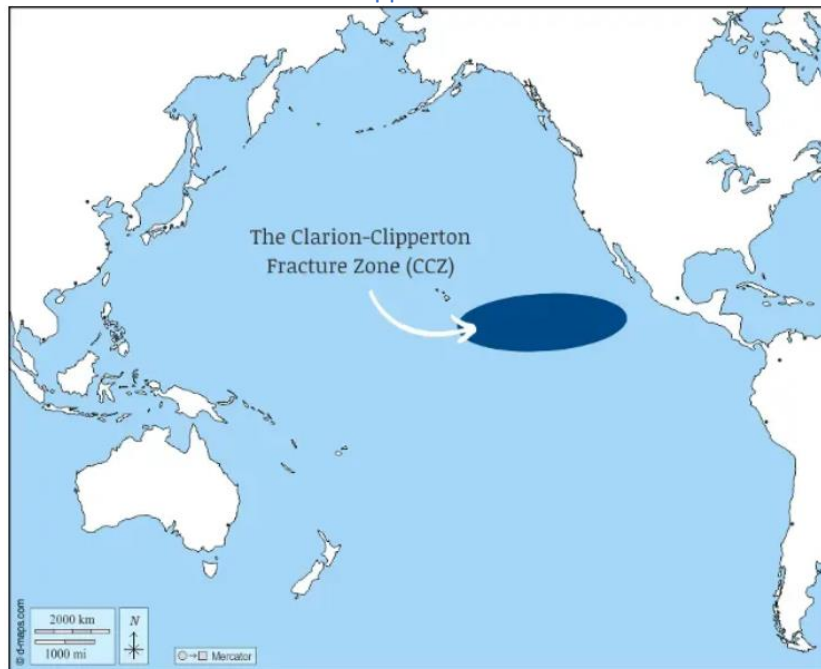 The Clarion-Clipperton
Fracture Zone (CCZ)
2000 km
1000 mi
N
Mercator
© d-maps.com